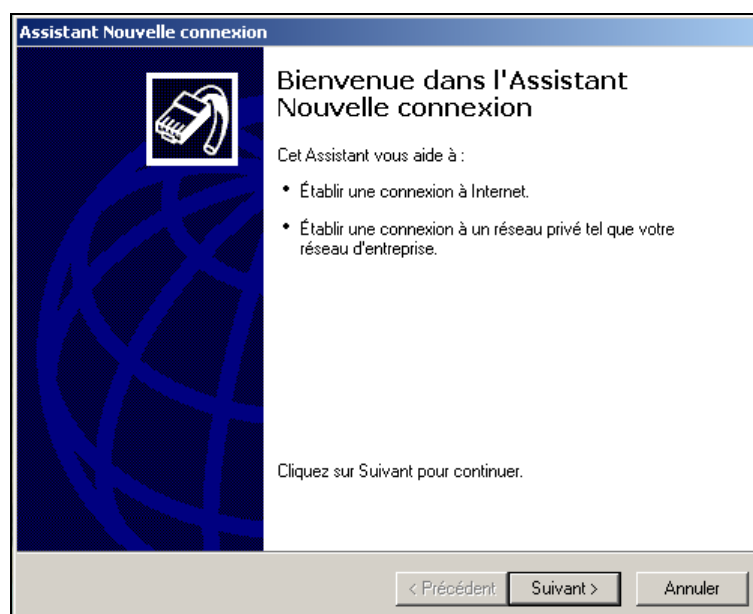 Assistant Nouvelle connexion
Bienvenue dans l'Assistant
Nouvelle connexion
Cet Assistant vous aide à :
• Établir une connexion à Internet.
• Établir une connexion à un réseau privé tel que votre
réseau d'entreprise.
Cliquez sur Suivant pour continuer.
< Précédent Suivant > Annuler